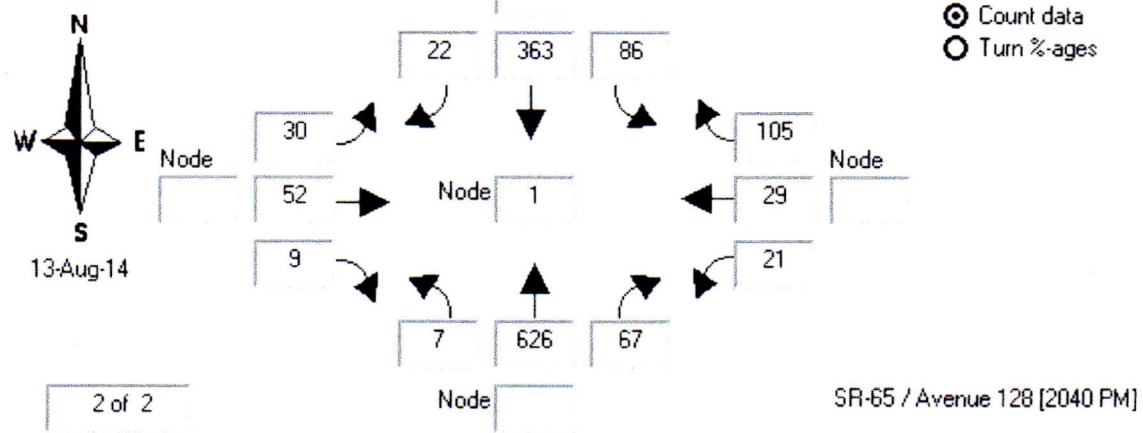 Count data
Turn %-ages
N
22 363 86
W E
30 105
Node Node
52 Node 1 29
S
13-Aug-14
9 21
7 626 67
2 of 2 Node SR-65 / Avenue 128 [2040 PM]